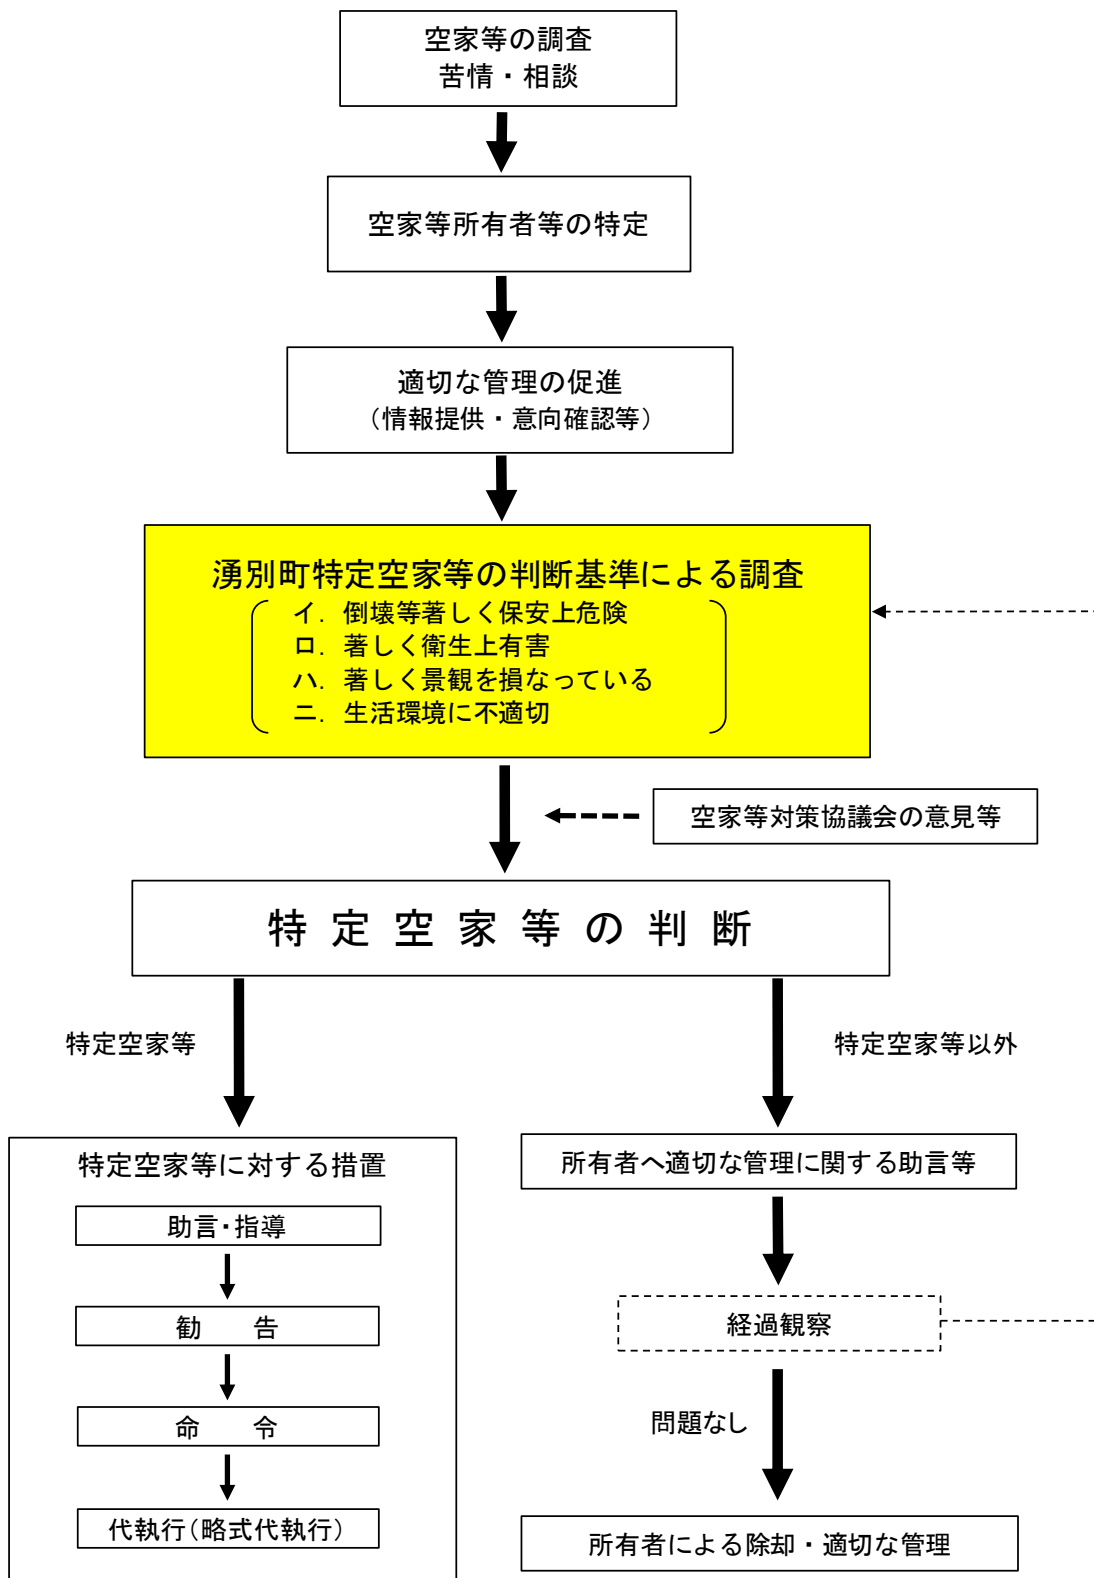 空家等の調査
苦情・相談
空家等所有者等の特定
適切な管理の促進
（情報提供・意向確認等）
湧別町特定空家等の判断基準による調査
イ．倒壊等著しく保安上危険
ロ．著しく衛生上有害
ハ．著しく景観を損なっている
ニ．生活環境に不適切
空家等対策協議会の意見等
特定空家等の判断
特定空家等
特定空家等以外
特定空家等に対する措置
助言・指導
勧　告
命　令
代執行（略式代執行）
所有者へ適切な管理に関する助言等
経過観察
問題なし
所有者による除却・適切な管理